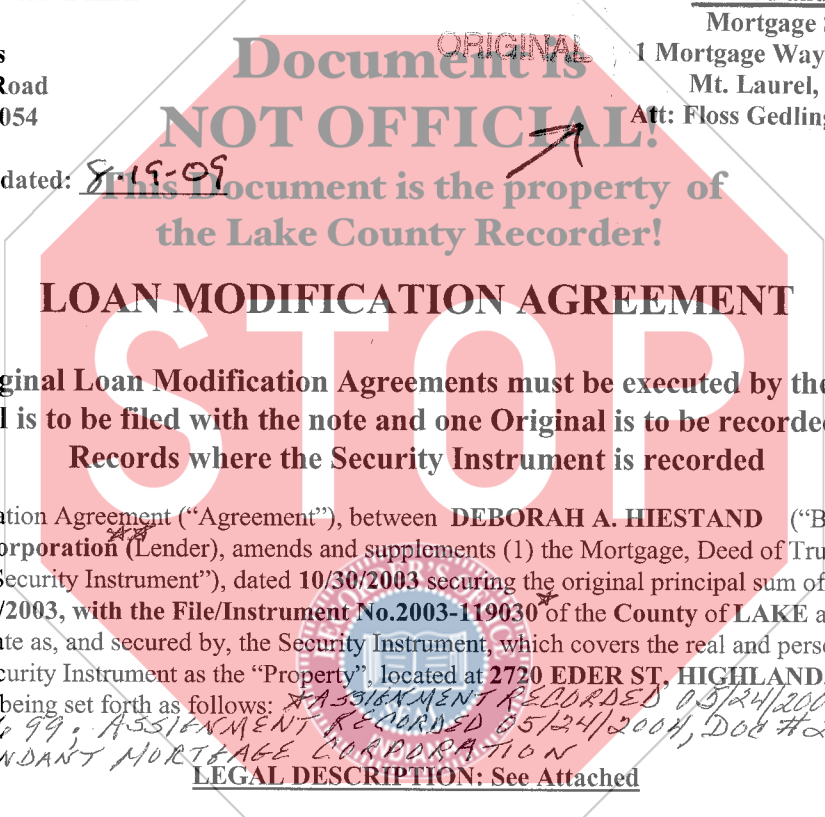 Mortgage
ORIGINAL
1 Mortgage Way
Mt. Laurel,
Road
054
Att: Floss Gedling
Document is
NOT OFFICIAL!
This Document is the property of
the Lake County Recorder!
dated: 8-19-09
LOAN MODIFICATION AGREEMENT
STOP
ginal Loan Modification Agreements must be executed by the
l is to be filed with the note and one Original is to be recorde
Records where the Security Instrument is recorded
ation Agreement (“Agreement”), between DEBORAH A. HIESTAND (“B
orporation (Lender), amends and supplements (1) the Mortgage, Deed of Tru
Security Instrument”), dated 10/30/2003 securing the original principal sum of
/2003, with the File/Instrument No.2003-119030 of the County of LAKE a
ate as, and secured by, the Security Instrument, which covers the real and perso
curity Instrument as the “Property”, located at 2720 EDER ST, HIGHLAND,
being set forth as follows: *ASSIGNMENT RECORDED 05/24/200
99. ASSIGNMENT RECORDED 05/24/2004, DOC #2
NDANT MORTGAGE CORPORATION
LEGAL DESCRIPTION: See Attached